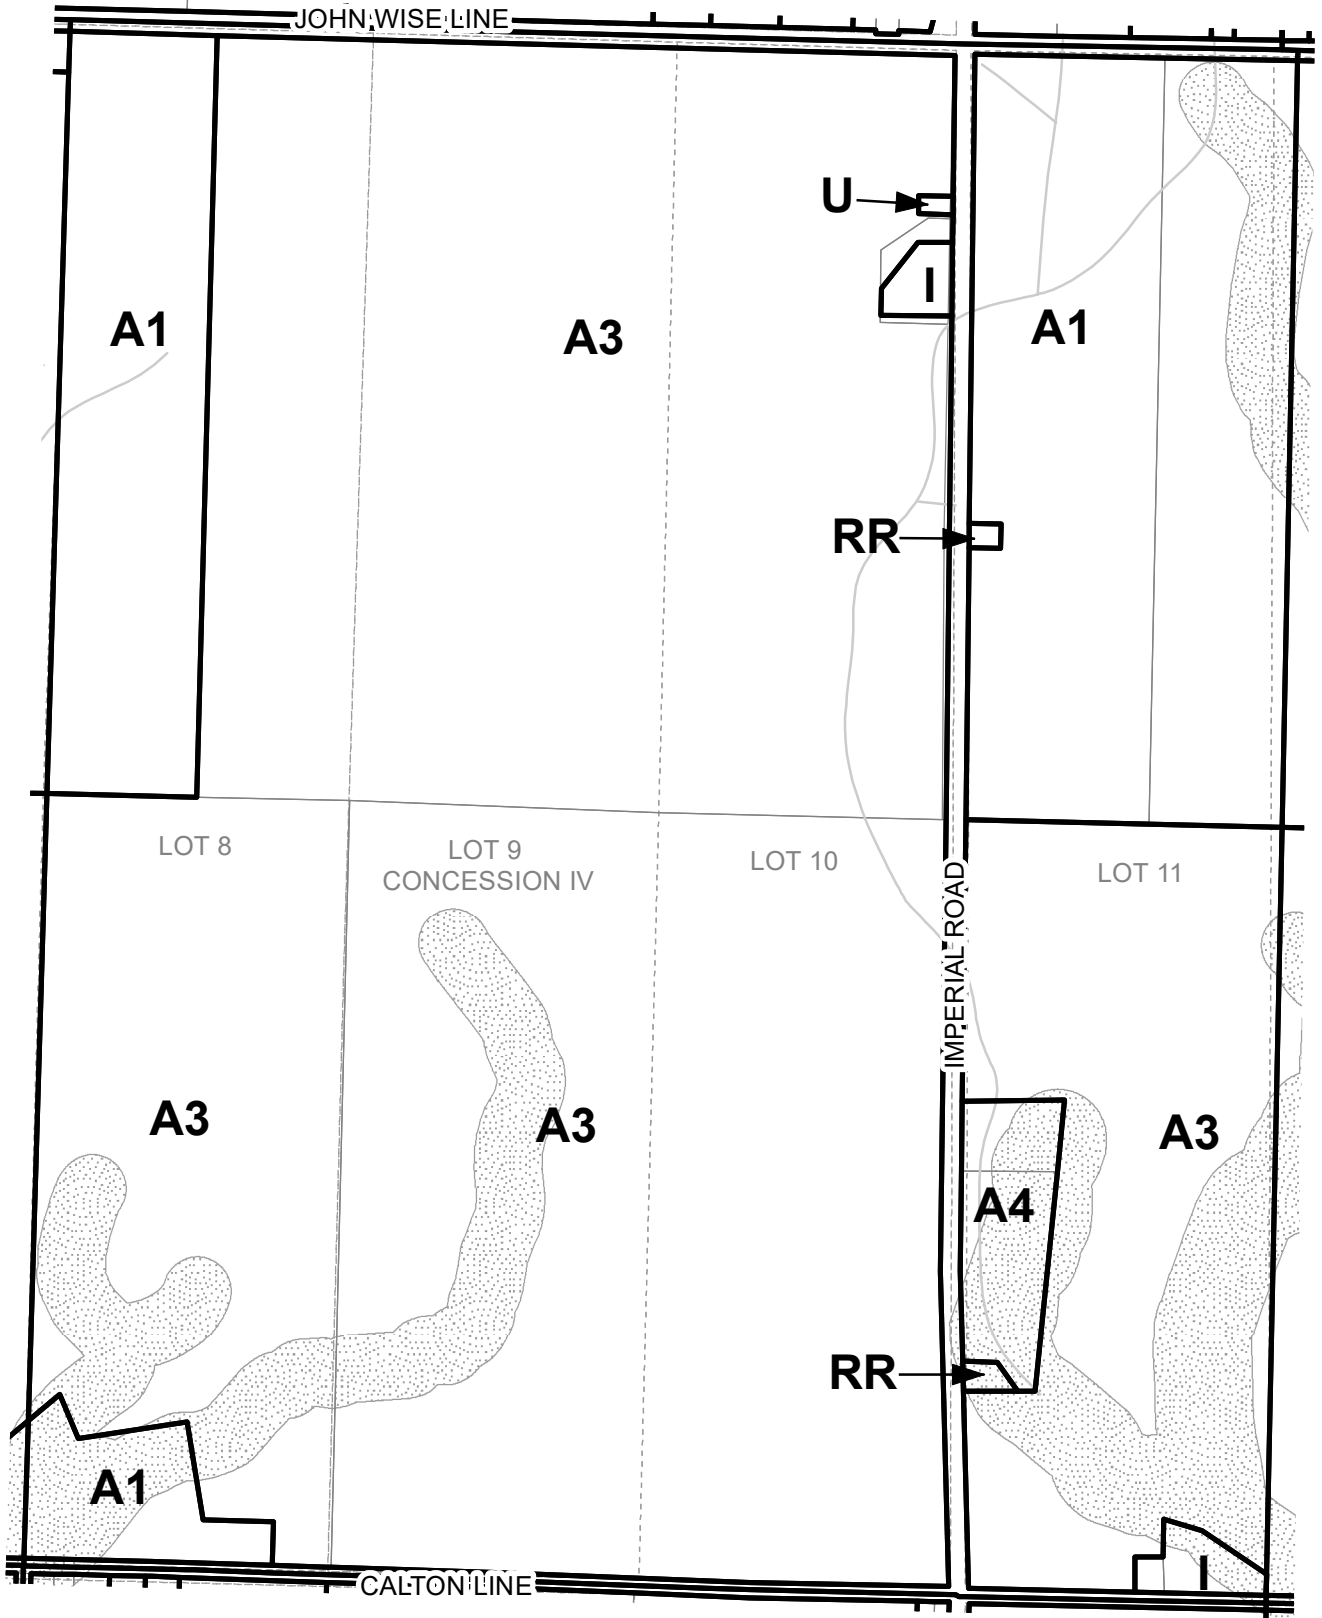 JOHN WISE LINE
U
I
A1
A3
A1
RR
LOT 8
LOT 9
CONCESSION IV
LOT 10
LOT 11
IMPERIAL ROAD
A3
A3
A3
A4
RR
A1
I
CALTON LINE